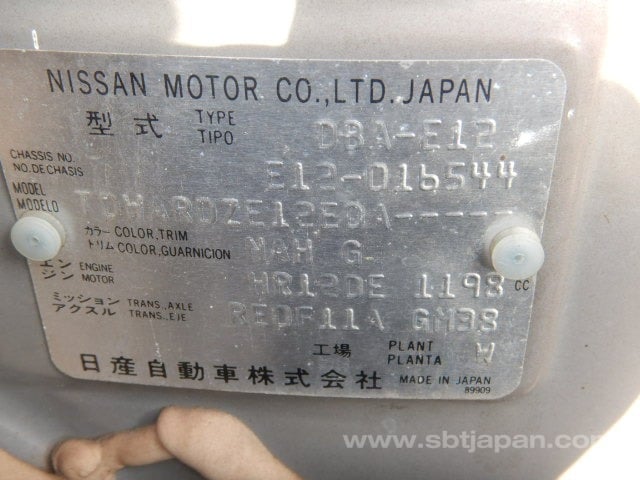 NISSAN MOTOR CO.,LTD.JAPAN
型式 TYPE TIPO DBA-E12
CHASSIS NO. NO.DE.CHASIS E12-016544
MODEL MODELO
カラー COLOR,TRIM トリム COLOR,GUARNICION G
エンジン ENGINE MOTOR HR12DE 1198 CC
ミッション TRANS.,AXLE アクスル TRANS.,EJE GM38
工場 PLANT PLANTA W
日産自動車株式会社 MADE IN JAPAN
89909
www.sbtjapan.com